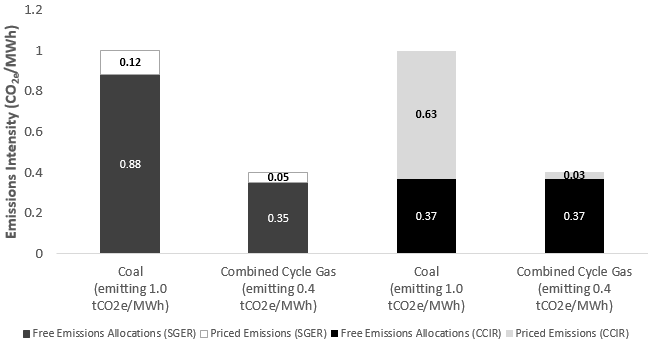 Emissions Intensity (CO2e/MWh)
1.2
1
0.8
0.6
0.4
0.2
0
0.12
0.88
0.05
0.35
0.63
0.37
0.03
0.37
Coal
(emitting 1.0
tCO2e/MWh)
Combined Cycle Gas
(emitting 0.4
tCO2e/MWh)
Coal
(emitting 1.0
tCO2e/MWh)
Combined Cycle Gas
(emitting 0.4
tCO2e/MWh)
Free Emissions Allocations (SGER) Priced Emissions (SGER) Free Emissions Allocations (CCIR) Priced Emissions (CCIR)